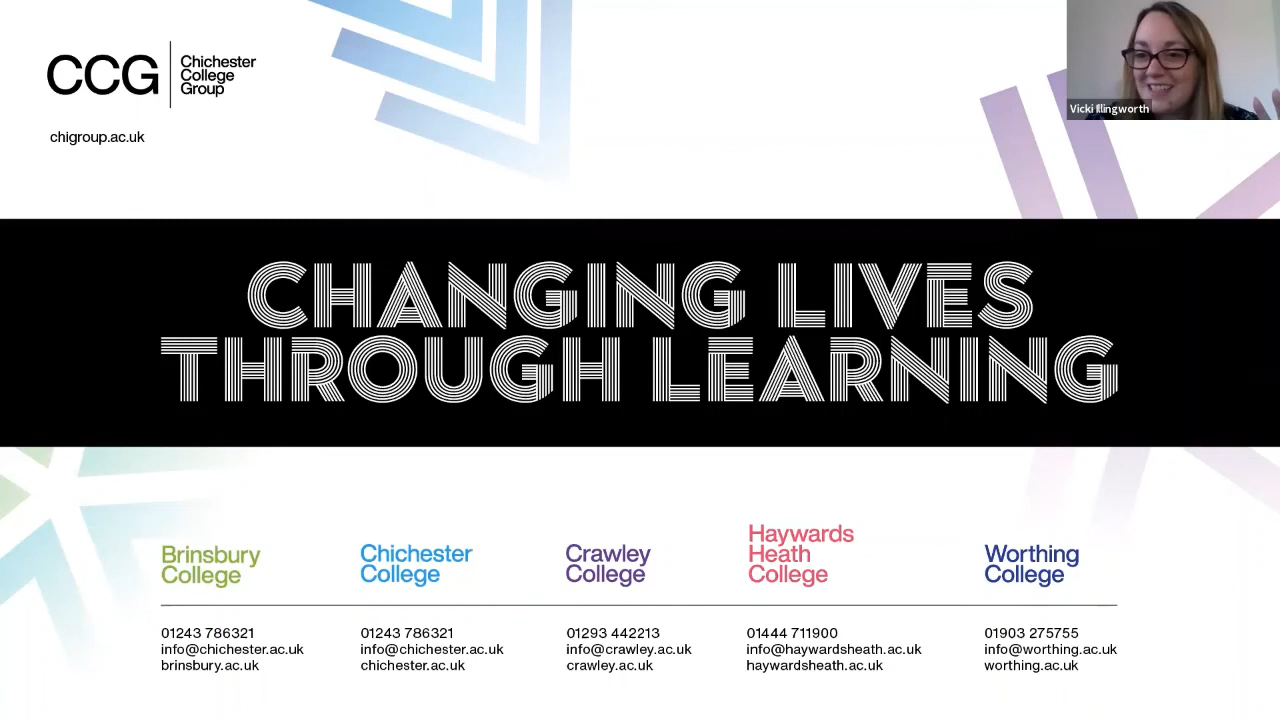 CCG
Chichester
College
Group
chigroup.ac.uk
Vicki Illingworth
CHANGING LIVES
THROUGH LEARNING
Brinsbury
College
01243 786321
info@chichester.ac.uk
brinsbury.ac.uk
Chichester
College
01243 786321
info@chichester.ac.uk
chichester.ac.uk
Crawley
College
01293 442213
info@crawley.ac.uk
crawley.ac.uk
Haywards
Heath
College
01444 711900
info@haywardsheath.ac.uk
haywardsheath.ac.uk
Worthing
College
01903 275755
info@worthing.ac.uk
worthing.ac.uk